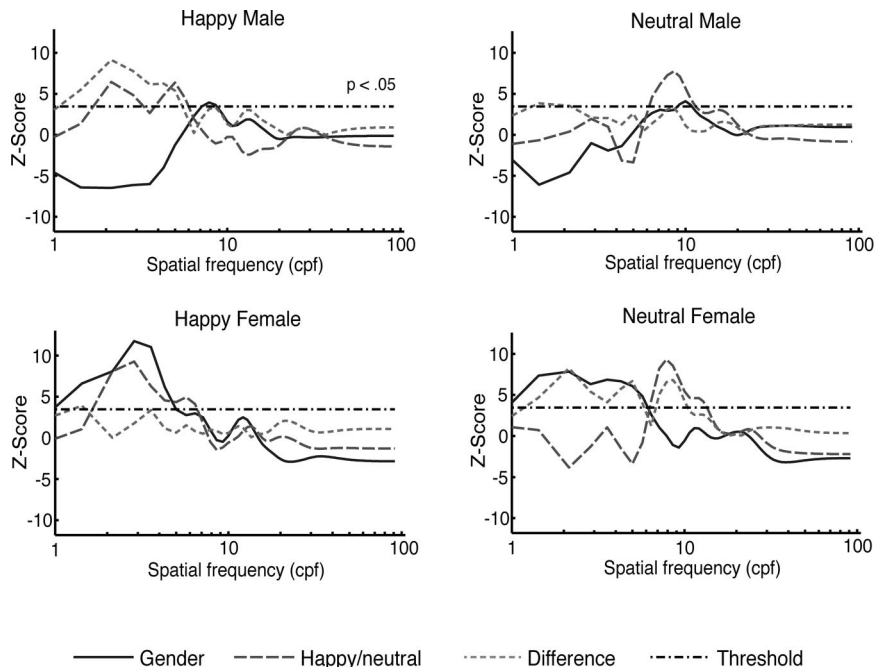 Happy Male
10
5
0
-5
-10
Z-Score
p < .05
1
10
100
Spatial frequency (cpf)
Neutral Male
10
5
0
-5
-10
Z-Score
1
10
100
Spatial frequency (cpf)
Happy Female
10
5
0
-5
-10
Z-Score
1
10
100
Spatial frequency (cpf)
Neutral Female
10
5
0
-5
-10
Z-Score
1
10
100
Spatial frequency (cpf)
Gender Happy/neutral Difference Threshold